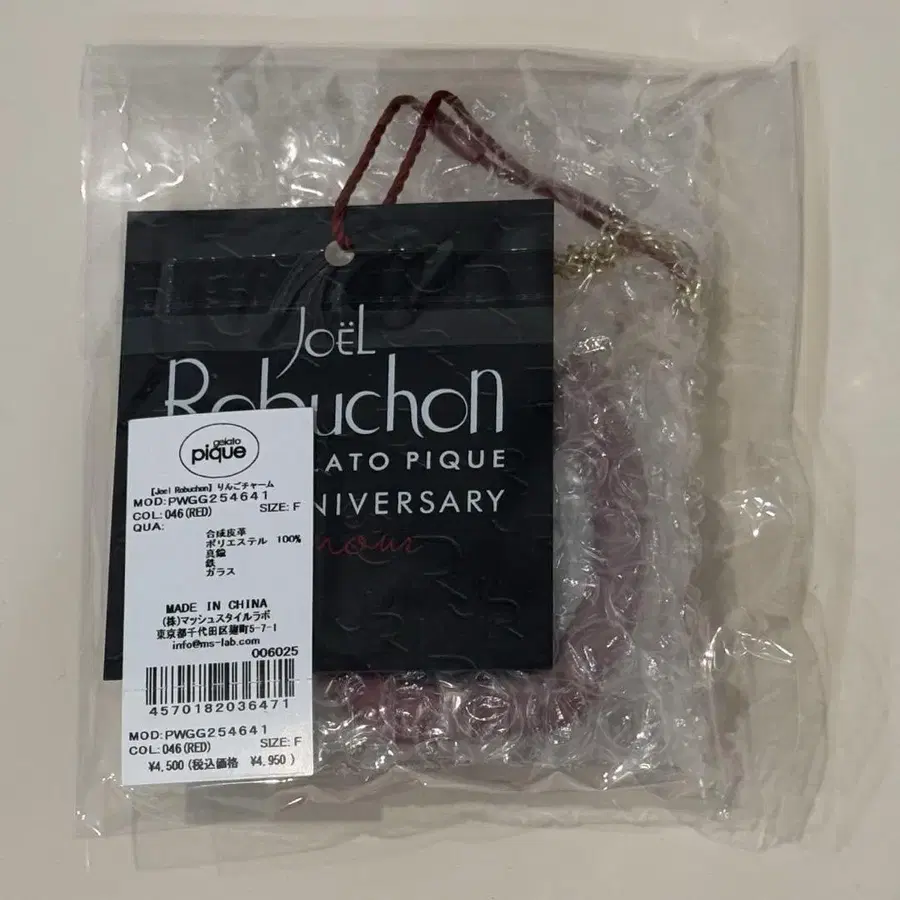 JOËL
Robuchon
LATO PIQUE
NIVERSARY
gelato
pique
【Joel Robuchon】りんごチャーム
MOD:PWGG254641
COL:046(RED) SIZE:F
QUA:
合成皮革
ポリエステル 100%
真鍮
鉄
ガラス
MADE IN CHINA
(株)マッシュスタイルラボ
東京都千代田区麹町5-7-1
info@ms-lab.com
006025
4570182036471
MOD:PWGG254641
COL:046(RED) SIZE:F
¥4,500(税込価格 ¥4,950 )